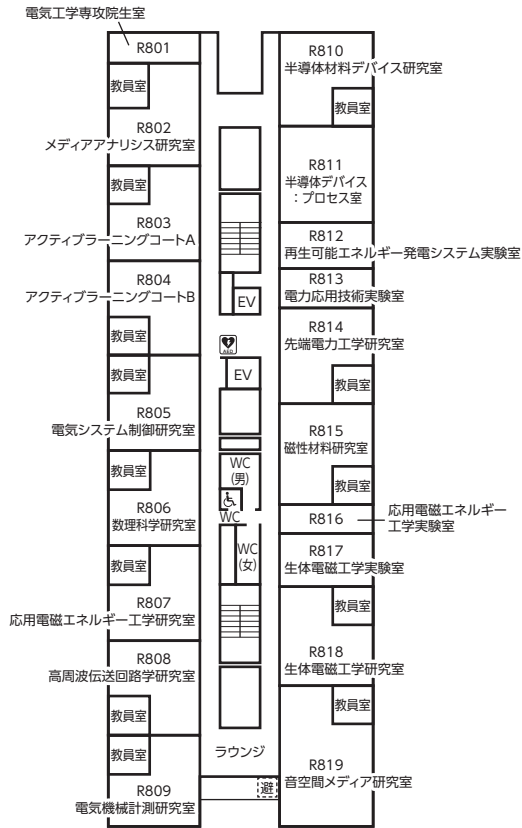 電気工学専攻院生室
R801
教員室
R802
メディアアナリシス研究室
教員室
R803
アクティブラーニングコートA
R804
アクティブラーニングコートB
教員室
教員室
R805
電気システム制御研究室
教員室
R806
数理科学研究室
教員室
R807
応用電磁エネルギー工学研究室
R808
高周波伝送回路学研究室
教員室
教員室
R809
電気機械計測研究室
EV
AED
EV
WC
(男)
WC
WC
(女)
ラウンジ
避
R810
半導体材料デバイス研究室
教員室
R811
半導体デバイス
：プロセス室
R812
再生可能エネルギー発電システム実験室
R813
電力応用技術実験室
R814
先端電力工学研究室
教員室
R815
磁性材料研究室
教員室
R816
応用電磁エネルギー
工学実験室
R817
生体電磁工学実験室
教員室
R818
生体電磁工学研究室
教員室
R819
音空間メディア研究室